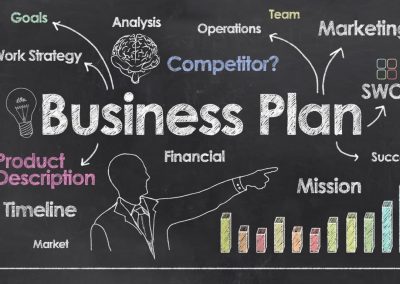 Goals
Analysis
Team
Operations
Marketing
Work Strategy
Competitor?
SWO
Business Plan
Product
Description
Financial
Succ
Mission
Timeline
Market